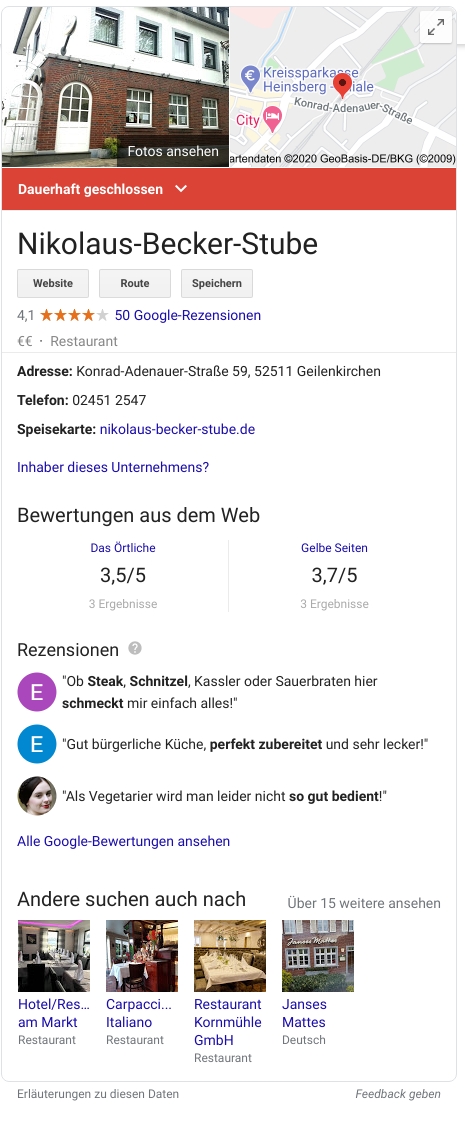 Kreissparkasse
Heinsberg - Filiale
Konrad-Adenauer-Straße
City
Fotos ansehen
artendaten ©2020 GeoBasis-DE/BKG (©2009)
Dauerhaft geschlossen
Nikolaus-Becker-Stube
Website Route Speichern
4,1 50 Google-Rezensionen
€€ · Restaurant
Adresse: Konrad-Adenauer-Straße 59, 52511 Geilenkirchen
Telefon: 02451 2547
Speisekarte: nikolaus-becker-stube.de
Inhaber dieses Unternehmens?
Bewertungen aus dem Web
Das Örtliche Gelbe Seiten
3,5/5 3,7/5
3 Ergebnisse 3 Ergebnisse
Rezensionen ?
E
"Ob Steak, Schnitzel, Kassler oder Sauerbraten hier
schmeckt mir einfach alles!"
E
"Gut bürgerliche Küche, perfekt zubereitet und sehr lecker!"
"Als Vegetarier wird man leider nicht so gut bedient!"
Alle Google-Bewertungen ansehen
Andere suchen auch nach Über 15 weitere ansehen
Janses Mattes
Hotel/Res... Carpacci... Restaurant Janses
am Markt Italiano Kornmühle Mattes
Restaurant Restaurant GmbH Deutsch
Restaurant
Erläuterungen zu diesen Daten Feedback geben